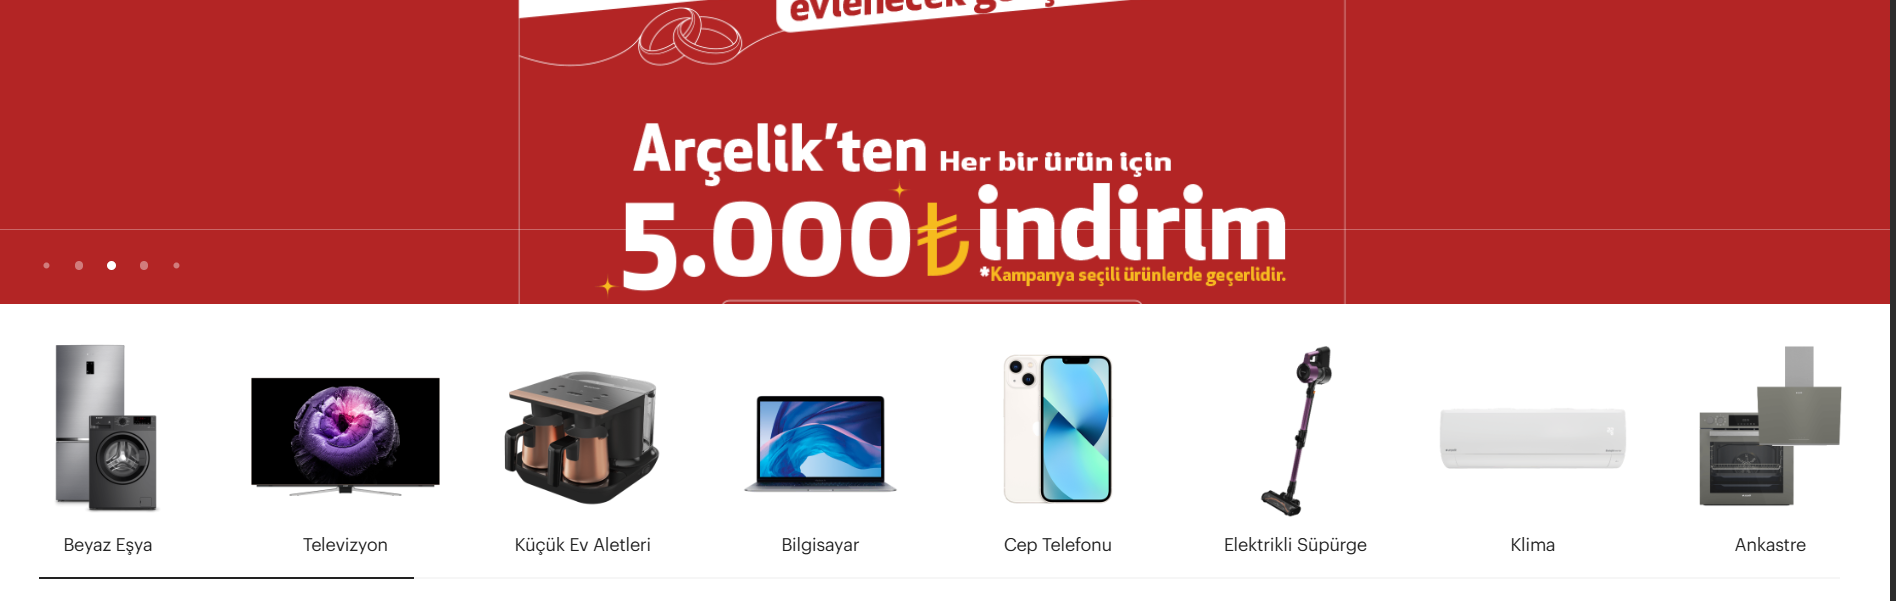 evlenecek
Arçelik’ten Her bir ürün için
5.000₺ indirim
*Kampanya seçili ürünlerde geçerlidir.
Beyaz Eşya
Televizyon
Küçük Ev Aletleri
Bilgisayar
Cep Telefonu
Elektrikli Süpürge
Klima
Ankastre